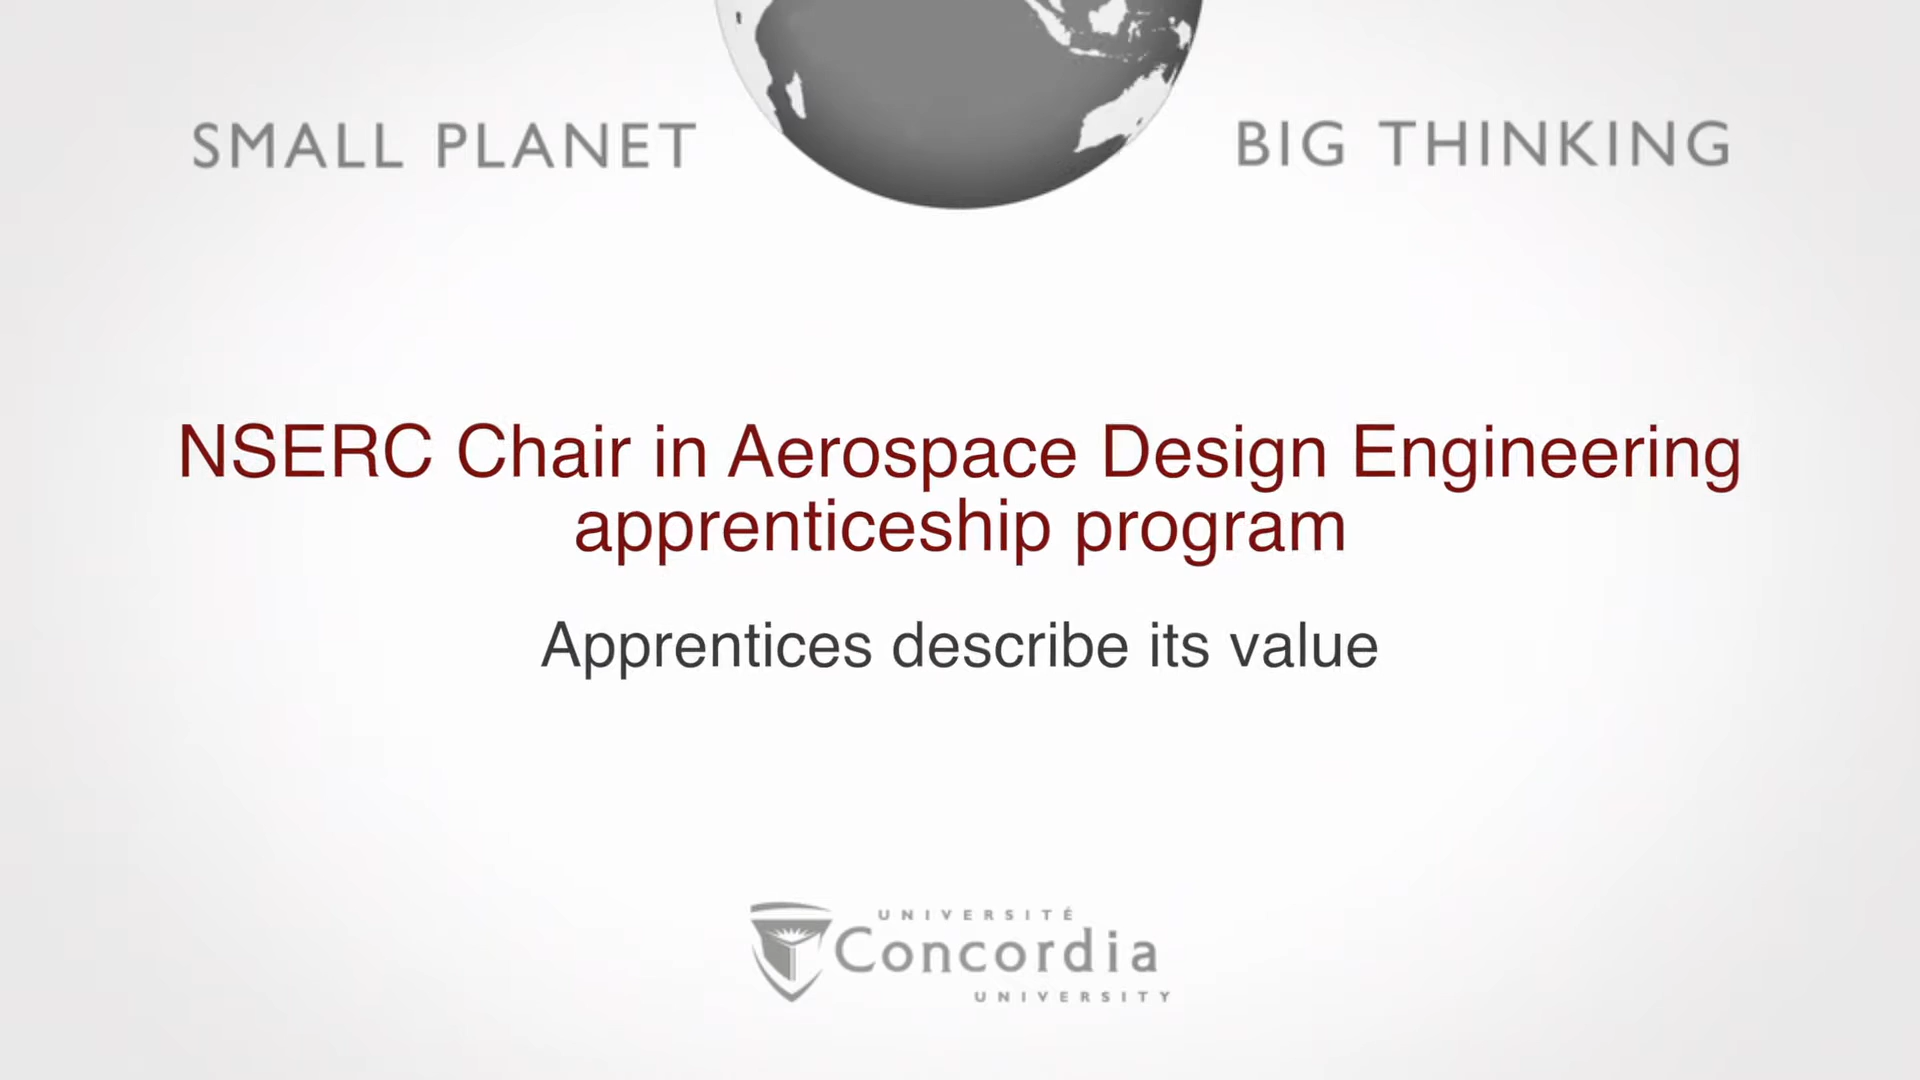 SMALL PLANET
BIG THINKING
NSERC Chair in Aerospace Design Engineering
apprenticeship program
Apprentices describe its value
UNIVERSITÉ
Concordia
UNIVERSITY